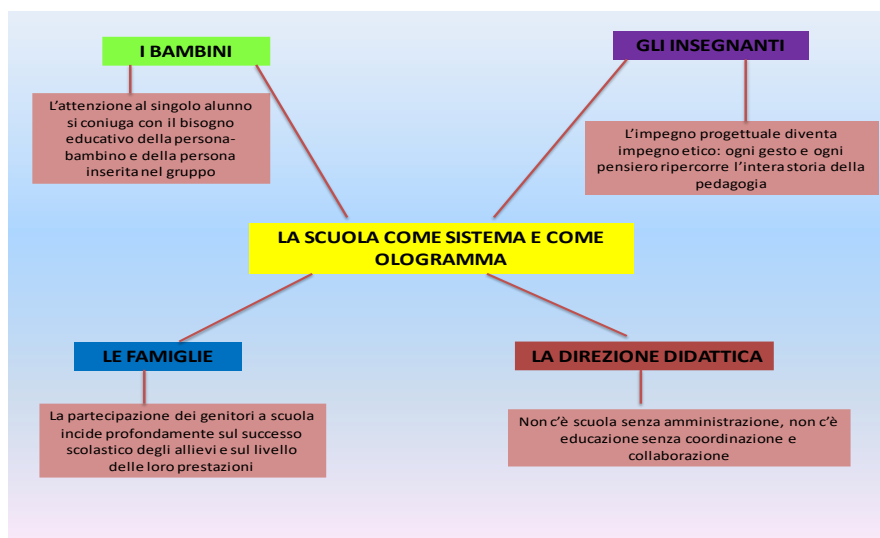 I BAMBINI
L'attenzione al singolo alunno
si coniuga con il bisogno
educativo della persona-
bambino e della persona
inserita nel gruppo
GLI INSEGNANTI
L'impegno progettuale diventa
impegno etico: ogni gesto e ogni
pensiero ripercorre l'intera storia della
pedagogia
LA SCUOLA COME SISTEMA E COME
OLOGRAMMA
LE FAMIGLIE
La partecipazione dei genitori a scuola
incide profondamente sul successo
scolastico degli allievi e sul livello
delle loro prestazioni
LA DIREZIONE DIDATTICA
Non c'è scuola senza amministrazione, non c'è
educazione senza coordinazione e
collaborazione